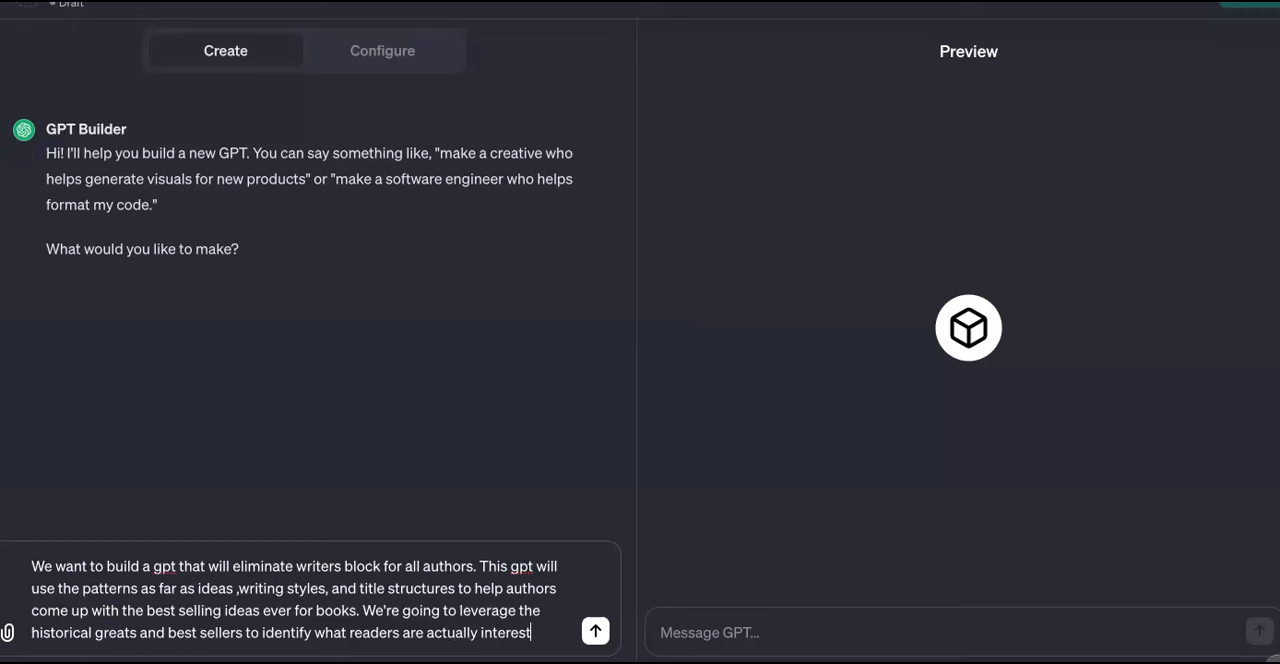 Draft
Create
Configure
Preview
GPT Builder
Hi! I'll help you build a new GPT. You can say something like, "make a creative who
helps generate visuals for new products" or "make a software engineer who helps
format my code."
What would you like to make?
We want to build a gpt that will eliminate writers block for all authors. This gpt will
use the patterns as far as ideas ,writing styles, and title structures to help authors
come up with the best selling ideas ever for books. We're going to leverage the
historical greats and best sellers to identify what readers are actually interest
Message GPT...